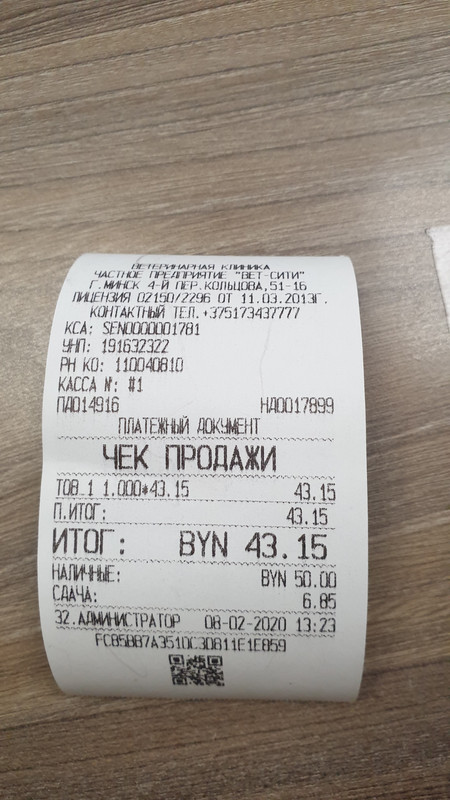 ВЕТЕРИНАРНАЯ КЛИНИКА
ЧАСТНОЕ ПРЕДПРИЯТИЕ "ВЕТ-СИТИ"
Г.МИНСК 4-Й ПЕР.КОЛЬЦОВА,51-16
ЛИЦЕНЗИЯ 02150/2296 ОТ 11.03.2013Г.
КОНТАКТНЫЙ ТЕЛ.+375173437777
КСА: SEN0000001781
УНП: 191632322
РН КО: 110040810
КАССА №: #1
ПД014916 НД0017899
ПЛАТЕЖНЫЙ ДОКУМЕНТ
ЧЕК ПРОДАЖИ
ТОВ_1 1.000*43.15 43.15
П.ИТОГ: 43.15
ИТОГ: BYN 43.15
НАЛИЧНЫЕ: BYN 50.00
СДАЧА: 6.85
32.АДМИНИСТРАТОР 08-02-2020 13:23
FC85BB7A351DC3D811E1E859